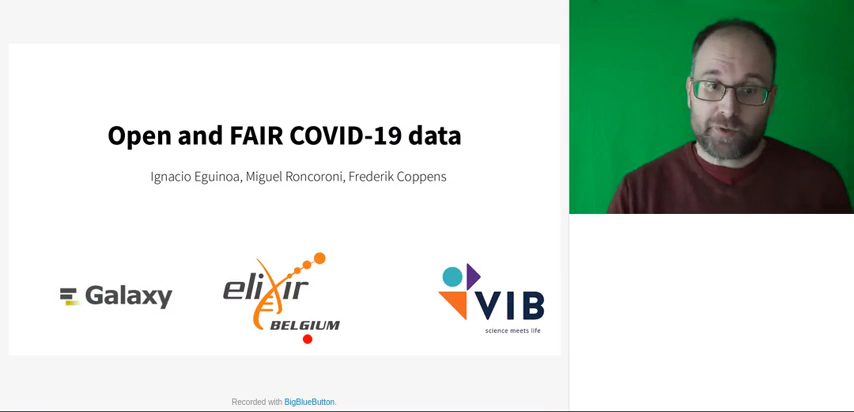 Open and FAIR COVID-19 data
Ignacio Eguinoa, Miguel Roncoroni, Frederik Coppens
Galaxy
elixir
BELGIUM
VIB
science meets life
Recorded with BigBlueButton.